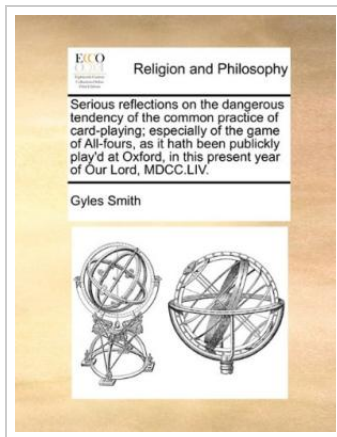 ECCO
Religion and Philosophy
Serious reflections on the dangerous
tendency of the common practice of
card-playing; especially of the game
of All-fours, as it hath been publickly
play'd at Oxford, in this present year
of Our Lord, MDCC.LIV.
Gyles Smith